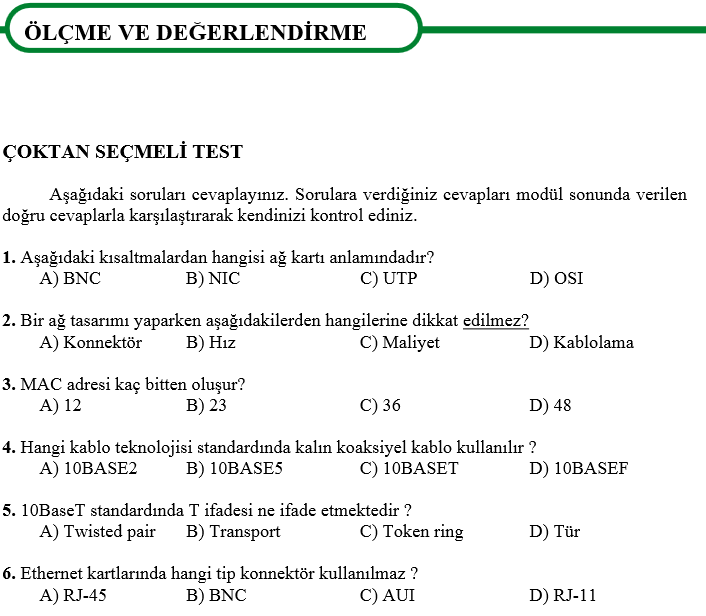 ÖLÇME VE DEĞERLENDİRME
ÇOKTAN SEÇMELİ TEST
Aşağıdaki soruları cevaplayınız. Sorulara verdiğiniz cevapları modül sonunda verilen
doğru cevaplarla karşılaştırarak kendinizi kontrol ediniz.
1. Aşağıdaki kısaltmalardan hangisi ağ kartı anlamındadır?
A) BNC B) NIC C) UTP D) OSI
2. Bir ağ tasarımı yaparken aşağıdakilerden hangilerine dikkat edilmez?
A) Konnektör B) Hız C) Maliyet D) Kablolama
3. MAC adresi kaç bitten oluşur?
A) 12 B) 23 C) 36 D) 48
4. Hangi kablo teknolojisi standardında kalın koaksiyel kablo kullanılır ?
A) 10BASE2 B) 10BASE5 C) 10BASET D) 10BASEF
5. 10BaseT standardında T ifadesi ne ifade etmektedir ?
A) Twisted pair B) Transport C) Token ring D) Tür
6. Ethernet kartlarında hangi tip konnektör kullanılmaz ?
A) RJ-45 B) BNC C) AUI D) RJ-11